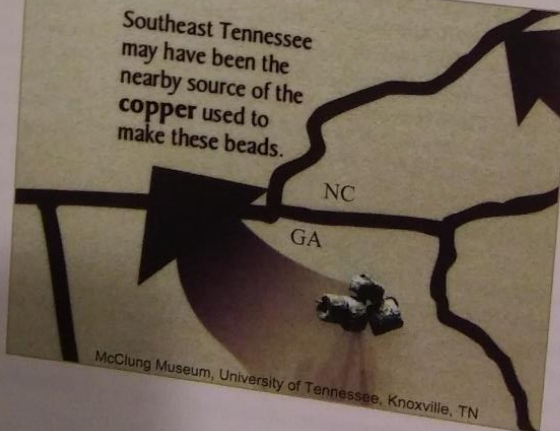 Southeast Tennessee
may have been the
nearby source of the
copper used to
make these beads.
NC
GA
McClung Museum, University of Tennessee, Knoxville, TN